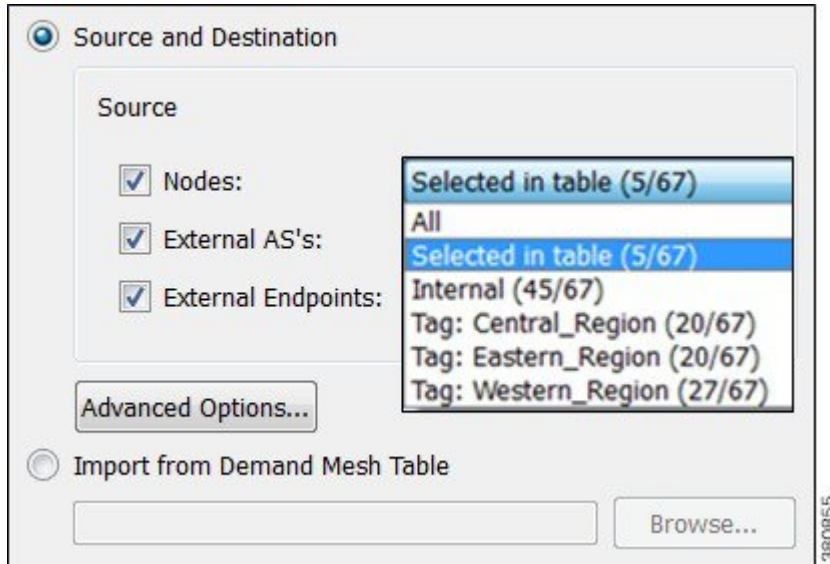 Source and Destination
Source
Nodes:
Selected in table (5/67)
All
External AS's:
Selected in table (5/67)
Internal (45/67)
External Endpoints:
Tag: Central_Region (20/67)
Tag: Eastern_Region (20/67)
Tag: Western_Region (27/67)
Advanced Options...
Import from Demand Mesh Table
Browse...
380855